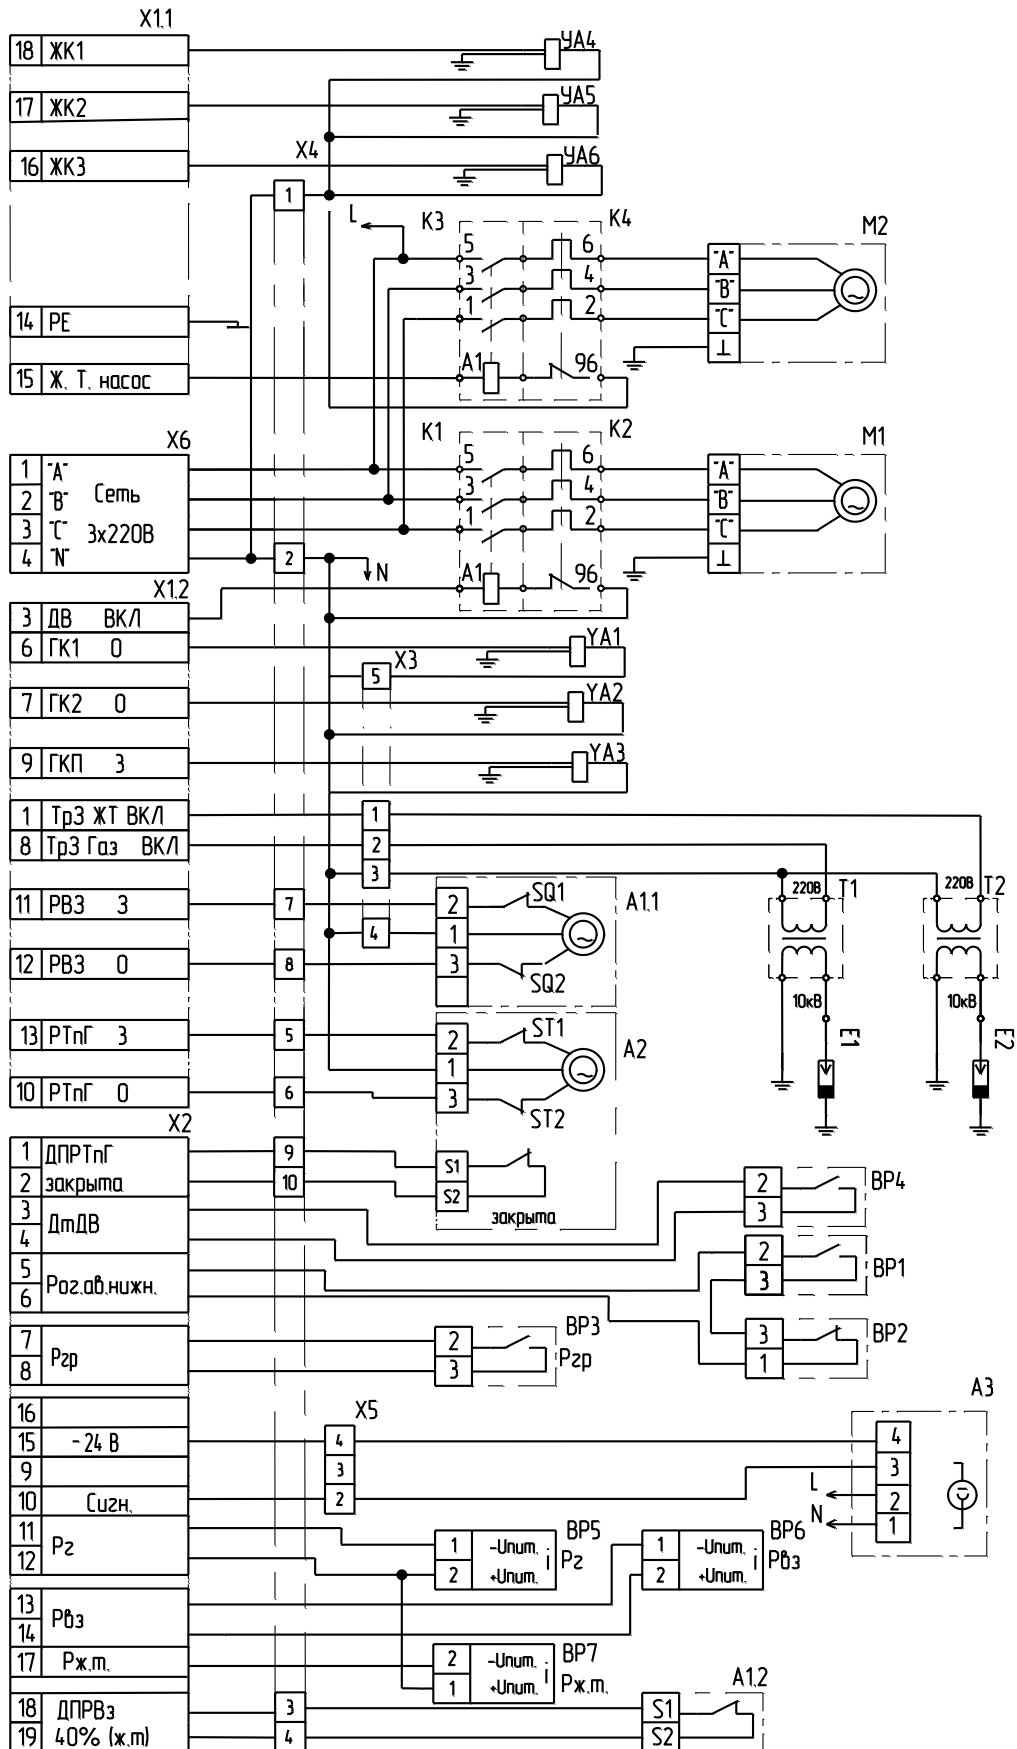 X1.1
18 ЖК1
YA4
17 ЖК2
YA5
X4
16 ЖК3
YA6
1
L
K3
K4
M2
5 6 "A"
3 4 "B"
1 2 "C"
14 PE
⊥
15 Ж. Т. насос
A1 96
X6
K1
K2
M1
1 "A"
2 "B"
3 "C"
4 "N"
Сеть
3x220В
5 6 "A"
3 4 "B"
1 2 "C"
⊥
2
N
A1 96
X1.2
3 ДВ ВКЛ
6 ГК1 О
YA1
X3
5
7 ГК2 О
YA2
9 ГКП З
YA3
1 ТрЗ ЖТ ВКЛ
1
8 ТрЗ Газ ВКЛ
2
3
220В T1
220В T2
11 РВЗ З
7
2
SQ1
A1.1
4
1
12 РВЗ О
8
3
SQ2
10кВ
10кВ
E1
E2
13 РТпГ З
5
2
ST1
A2
1
10 РТпГ О
6
3
ST2
X2
1 ДПРТпГ
2 закрыта
9
10
S1
S2
закрыта
3
4
ДтДВ
2
3
BP4
5
6
Рог.ав.нижн.
2
3
BP1
3
1
BP2
7
8
Ргр
2
3
BP3
Ргр
A3
16
15 -24 В
9
10 Сигн.
X5
4
3
2
4
3
2
1
L
N
11
12
Рг
1 -Uпит.
2 +Uпит.
i
BP5
Рг
1 -Uпит.
2 +Uпит.
i
BP6
Рвз
13
14
Рвз
17 Рж.т.
2 -Uпит.
1 +Uпит.
i
BP7
Рж.т.
A1.2
18 ДПРВз
19 40% (ж.т)
3
4
S1
S2